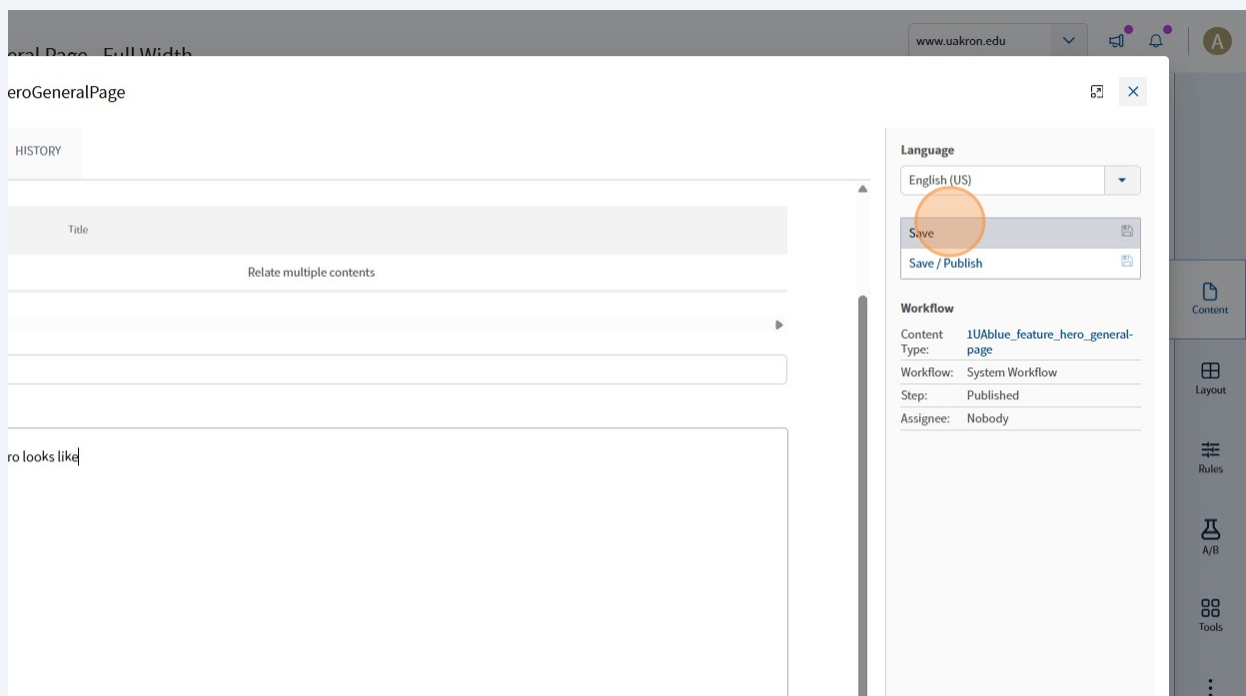 eral Page - Full Width
www.uakron.edu
A
eroGeneralPage
HISTORY
Language
English (US)
Title
Save
Save / Publish
Relate multiple contents
Workflow
Content Type:
1UAblue_feature_hero_general-
page
Workflow: System Workflow
Step: Published
Assignee: Nobody
ro looks like
Content
Layout
Rules
A/B
Tools